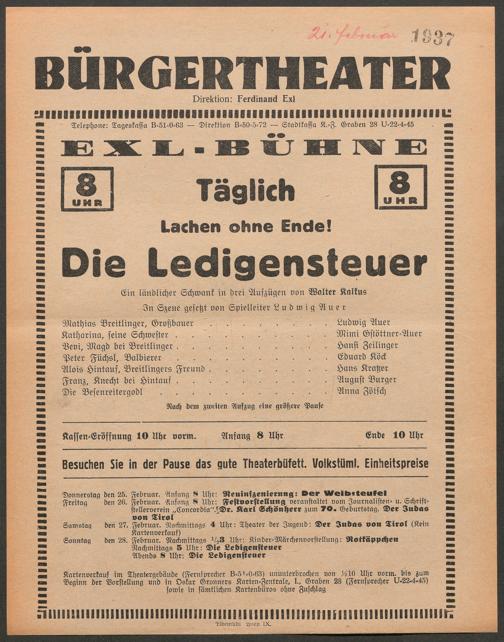 21. Februar 1937
BÜRGERTHEATER
Direktion: Ferdinand Exl
Telephone: Tageskassa B-51-0-63 — Direktion B-50-5-72 — Stadtkassa K.-J. Graben 28 U-22-4-45
EXL-BÜHNE
8 UHR
Täglich
8 UHR
Lachen ohne Ende!
Die Ledigensteuer
Ein ländlicher Schwank in drei Aufzügen von Walter Kalkus
In Szene gesetzt von Spielleiter Ludwig Auer
Mathias Breitlinger, Großbauer . . . . . . . . Ludwig Auer
Katharina, seine Schwester . . . . . . . . Mimi Gstöttner-Auer
Vevi, Magd bei Breitlinger . . . . . . . . Hansi Zeilinger
Peter Füchsl, Balbierer . . . . . . . . Eduard Köck
Alois Hintauf, Breitlingers Freund . . . . . . . . Hans Kratzer
Franz, Knecht bei Hintauf . . . . . . . . August Burger
Die Besenreitergodl . . . . . . . . Anna Zötsch
Nach dem zweiten Aufzug eine größere Pause
Kassen-Eröffnung 10 Uhr vorm. Anfang 8 Uhr Ende 10 Uhr
Besuchen Sie in der Pause das gute Theaterbüfett. Volkstüml. Einheitspreise
Donnerstag den 25. Februar. Anfang 8 Uhr: Neuinszenierung: Der Weibsteufel
Freitag den 26. Februar. Anfang 8 Uhr: Festvorstellung veranstaltet vom Journalisten- u. Schrift-
stellerverein „Concordia“. Dr. Karl Schönherr zum 70. Geburtstag. Der Judas
von Tirol
Samstag den 27. Februar. Nachmittags 4 Uhr: Theater der Jugend: Der Judas von Tirol (Kein
Kartenverkauf)
Sonntag den 28. Februar. Nachmittags ½3 Uhr: Kinder-Märchenvorstellung: Rotkäppchen
Nachmittags 5 Uhr: Die Ledigensteuer
Abends 8 Uhr: Die Ledigensteuer
Kartenverkauf im Theatergebäude (Fernsprecher B-51-0-63) ununterbrochen von ½10 Uhr vorm. bis zum
Beginn der Vorstellung und in Oskar Gronners Karten-Zentrale, I., Graben 28 (Fernsprecher U-22-4-45)
sowie in sämtlichen Kartenbüros ohne Zuschlag